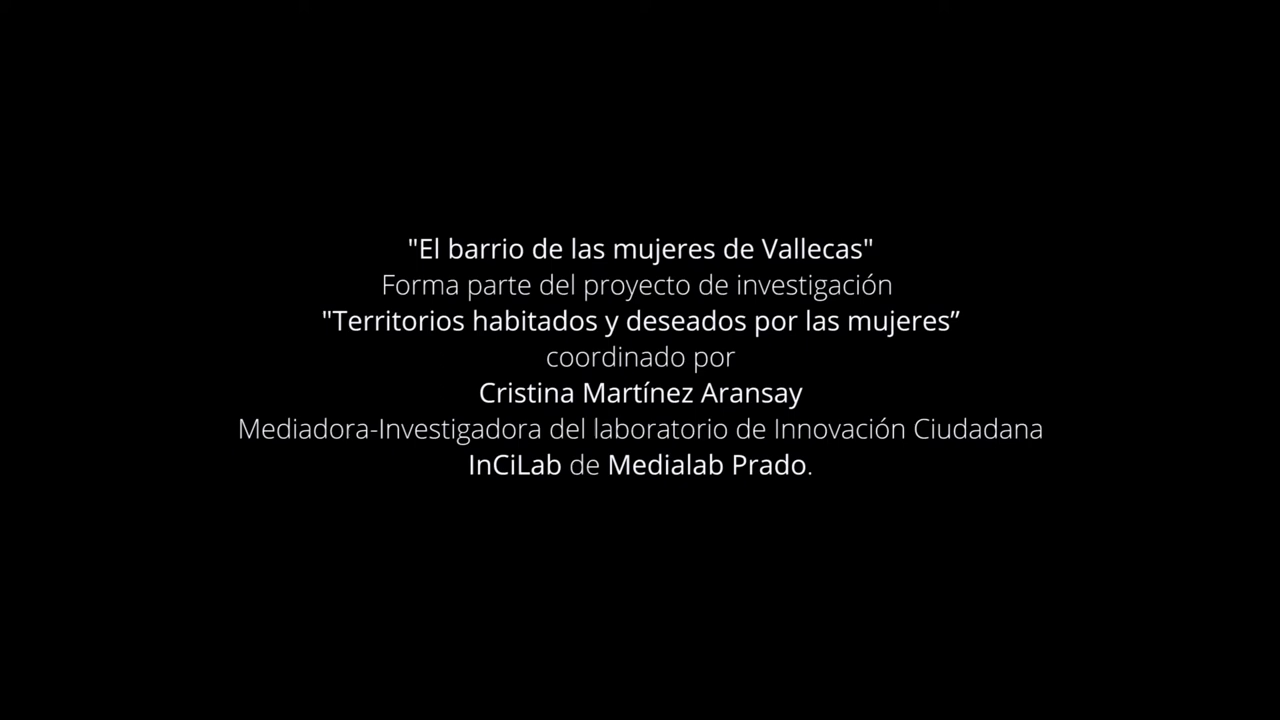 "El barrio de las mujeres de Vallecas"
Forma parte del proyecto de investigación
"Territorios habitados y deseados por las mujeres”
coordinado por
Cristina Martínez Aransay
Mediadora-Investigadora del laboratorio de Innovación Ciudadana
InCiLab de Medialab Prado.